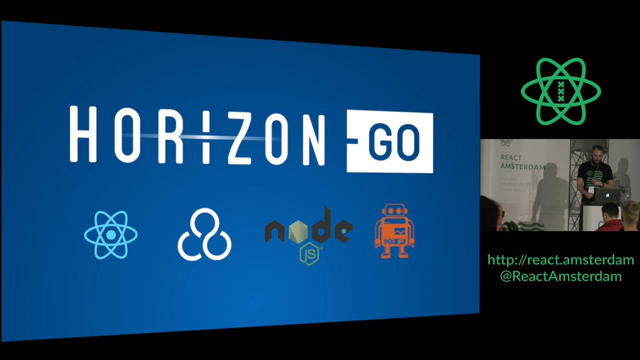 HORIZON GO
node
JS
REACT
AMSTERDAM
http://react.amsterdam
@ReactAmsterdam